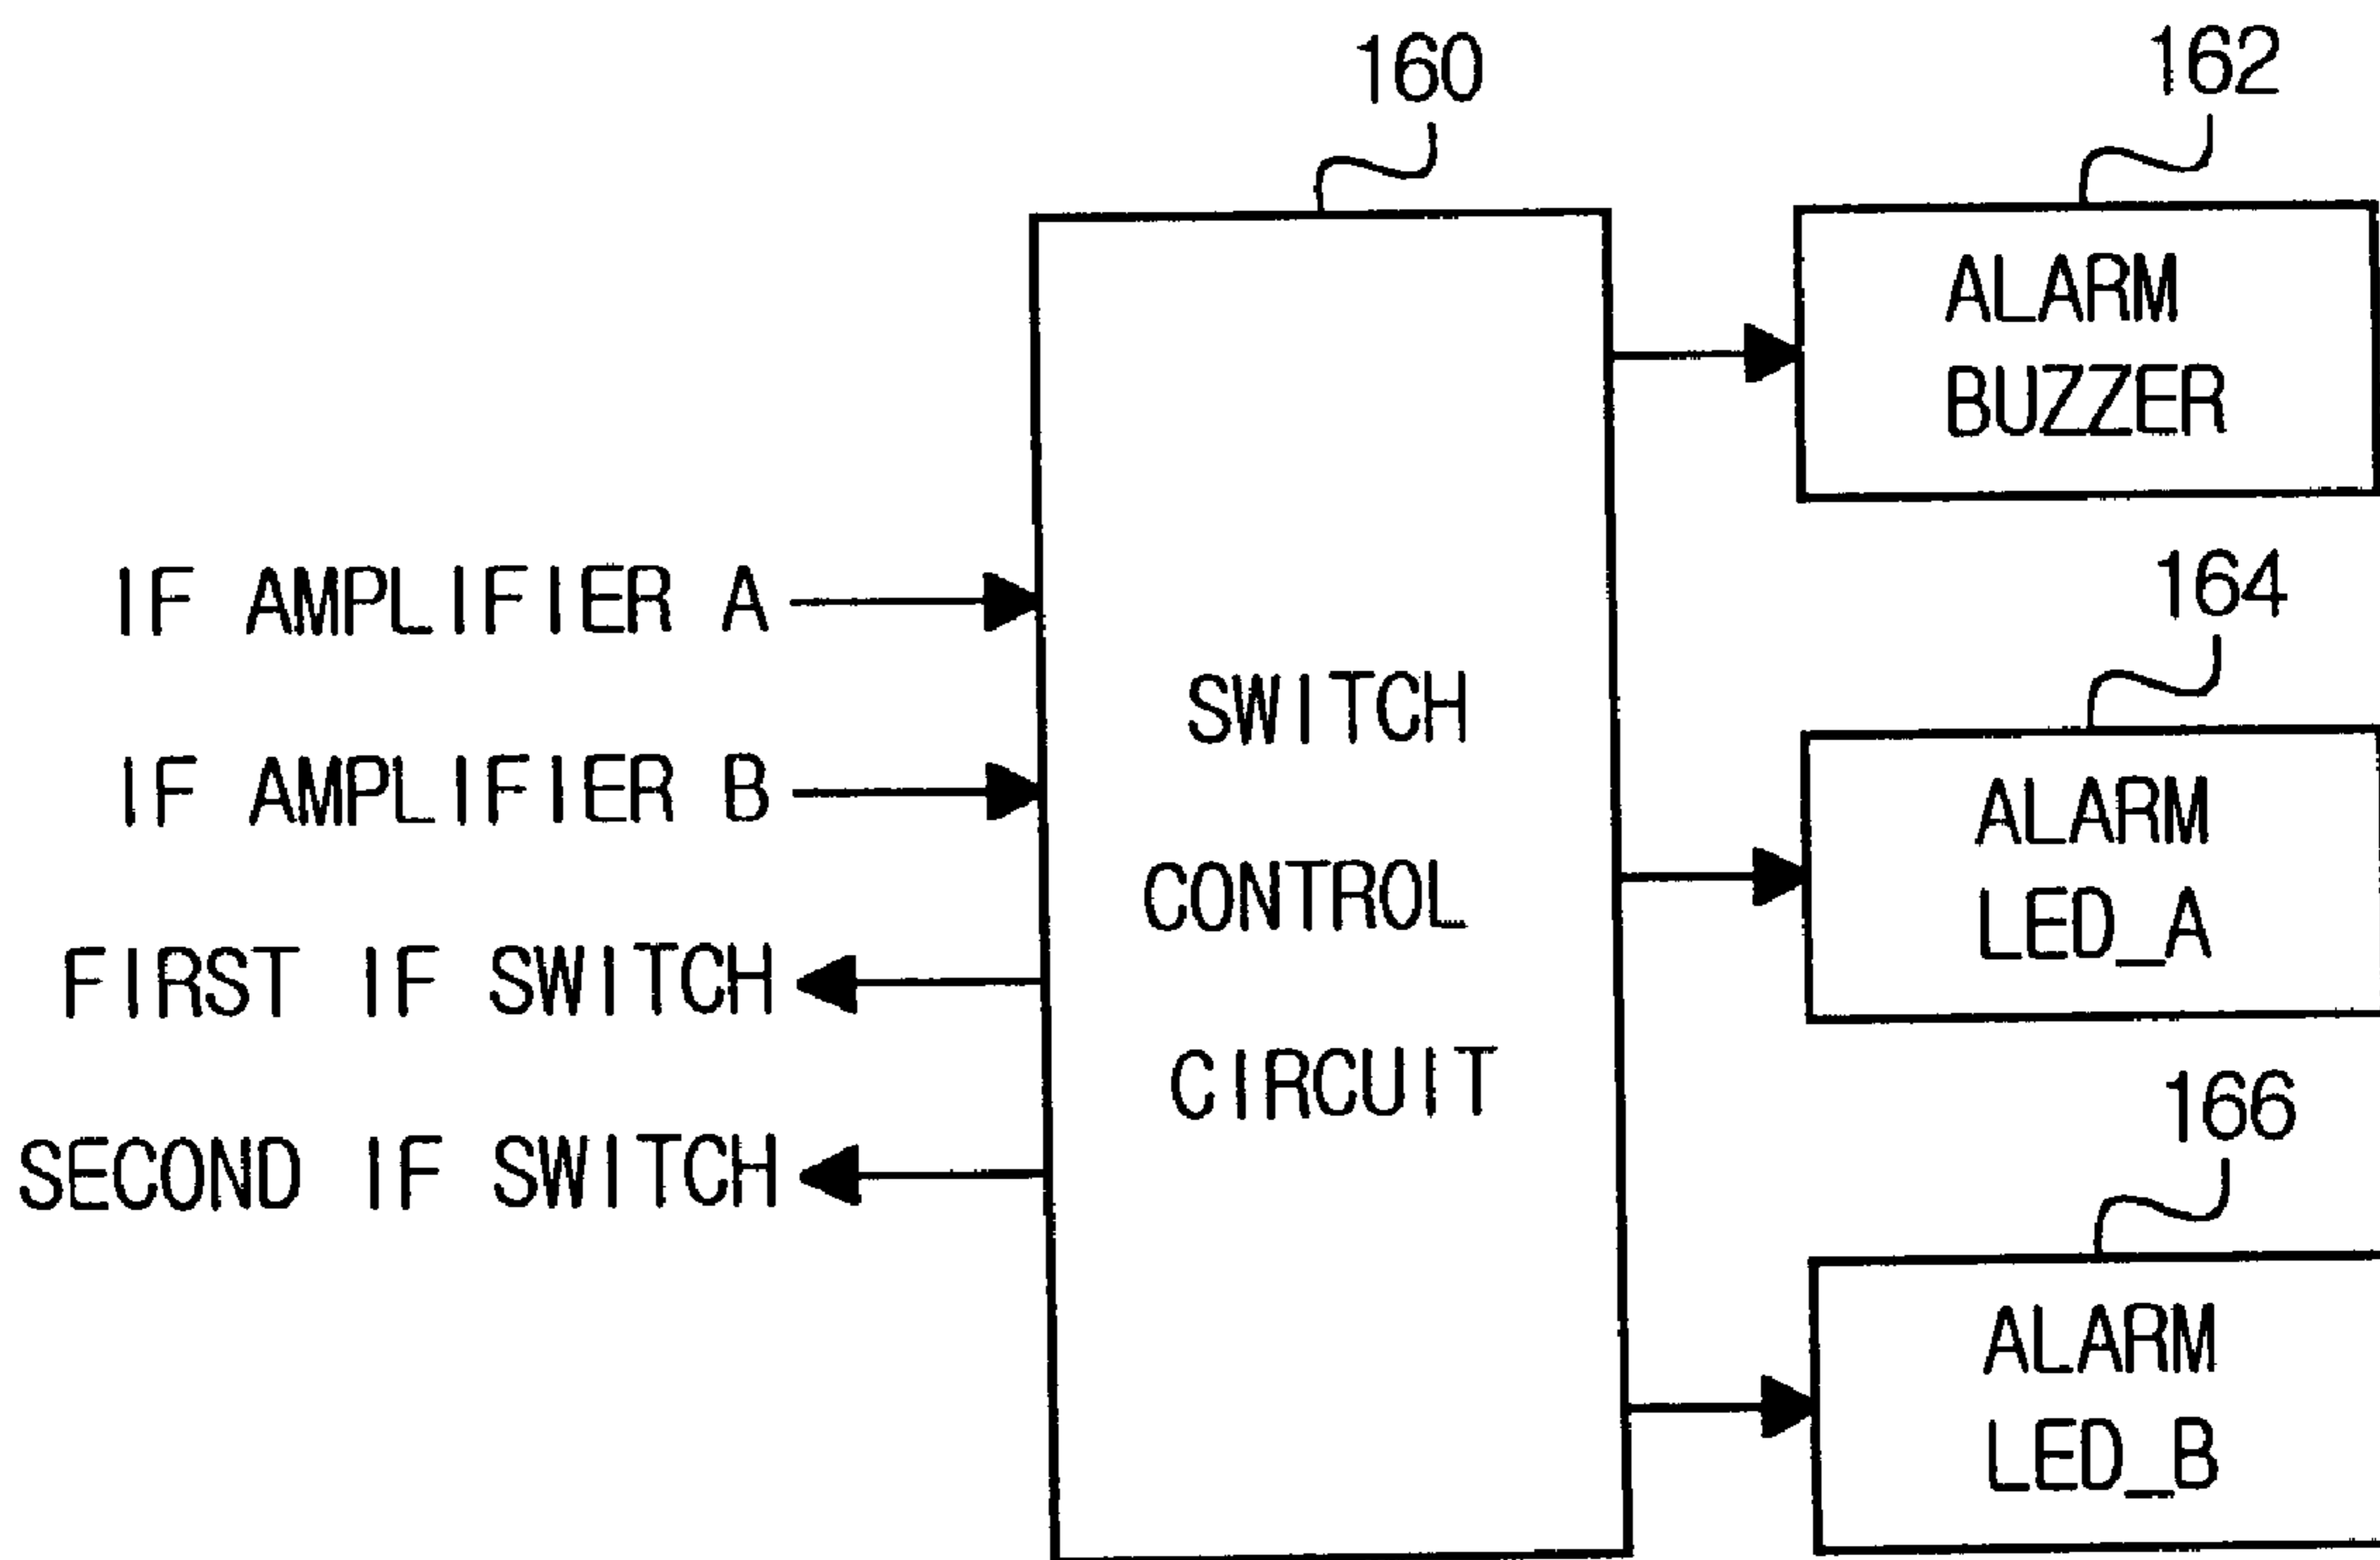 160
162
ALARM
BUZZER
IF AMPLIFIER A
IF AMPLIFIER B
FIRST IF SWITCH
SECOND IF SWITCH
SWITCH
CONTROL
CIRCUIT
164
ALARM
LED_A
166
ALARM
LED_B